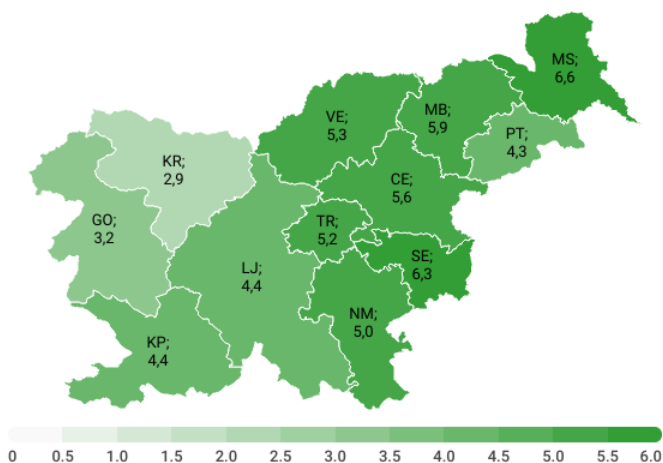 MS;
6,6
VE;
5,3
MB;
5,9
PT;
4,3
KR;
2,9
CE;
5,6
GO;
3,2
TR;
5,2
SE;
6,3
LJ;
4,4
NM;
5,0
KP;
4,4
0 0.5 1.0 1.5 2.0 2.5 3.0 3.5 4.0 4.5 5.0 5.5 6.0